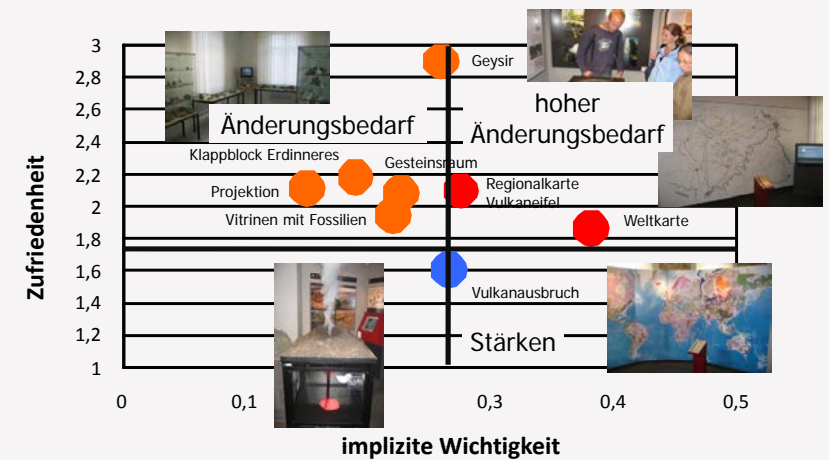 Zufriedenheit
3
2,8
2,6
2,4
2,2
2
1,8
1,6
1,4
1,2
1
Geysir
Änderungsbedarf
hoher
Änderungsbedarf
Klappblock Erdinneres
Gesteinsraum
Projektion
Regionalkarte
Vulkaneifel
Vitrinen mit Fossilien
Weltkarte
Vulkanausbruch
Stärken
0
0,1
0,3
0,4
0,5
implizite Wichtigkeit